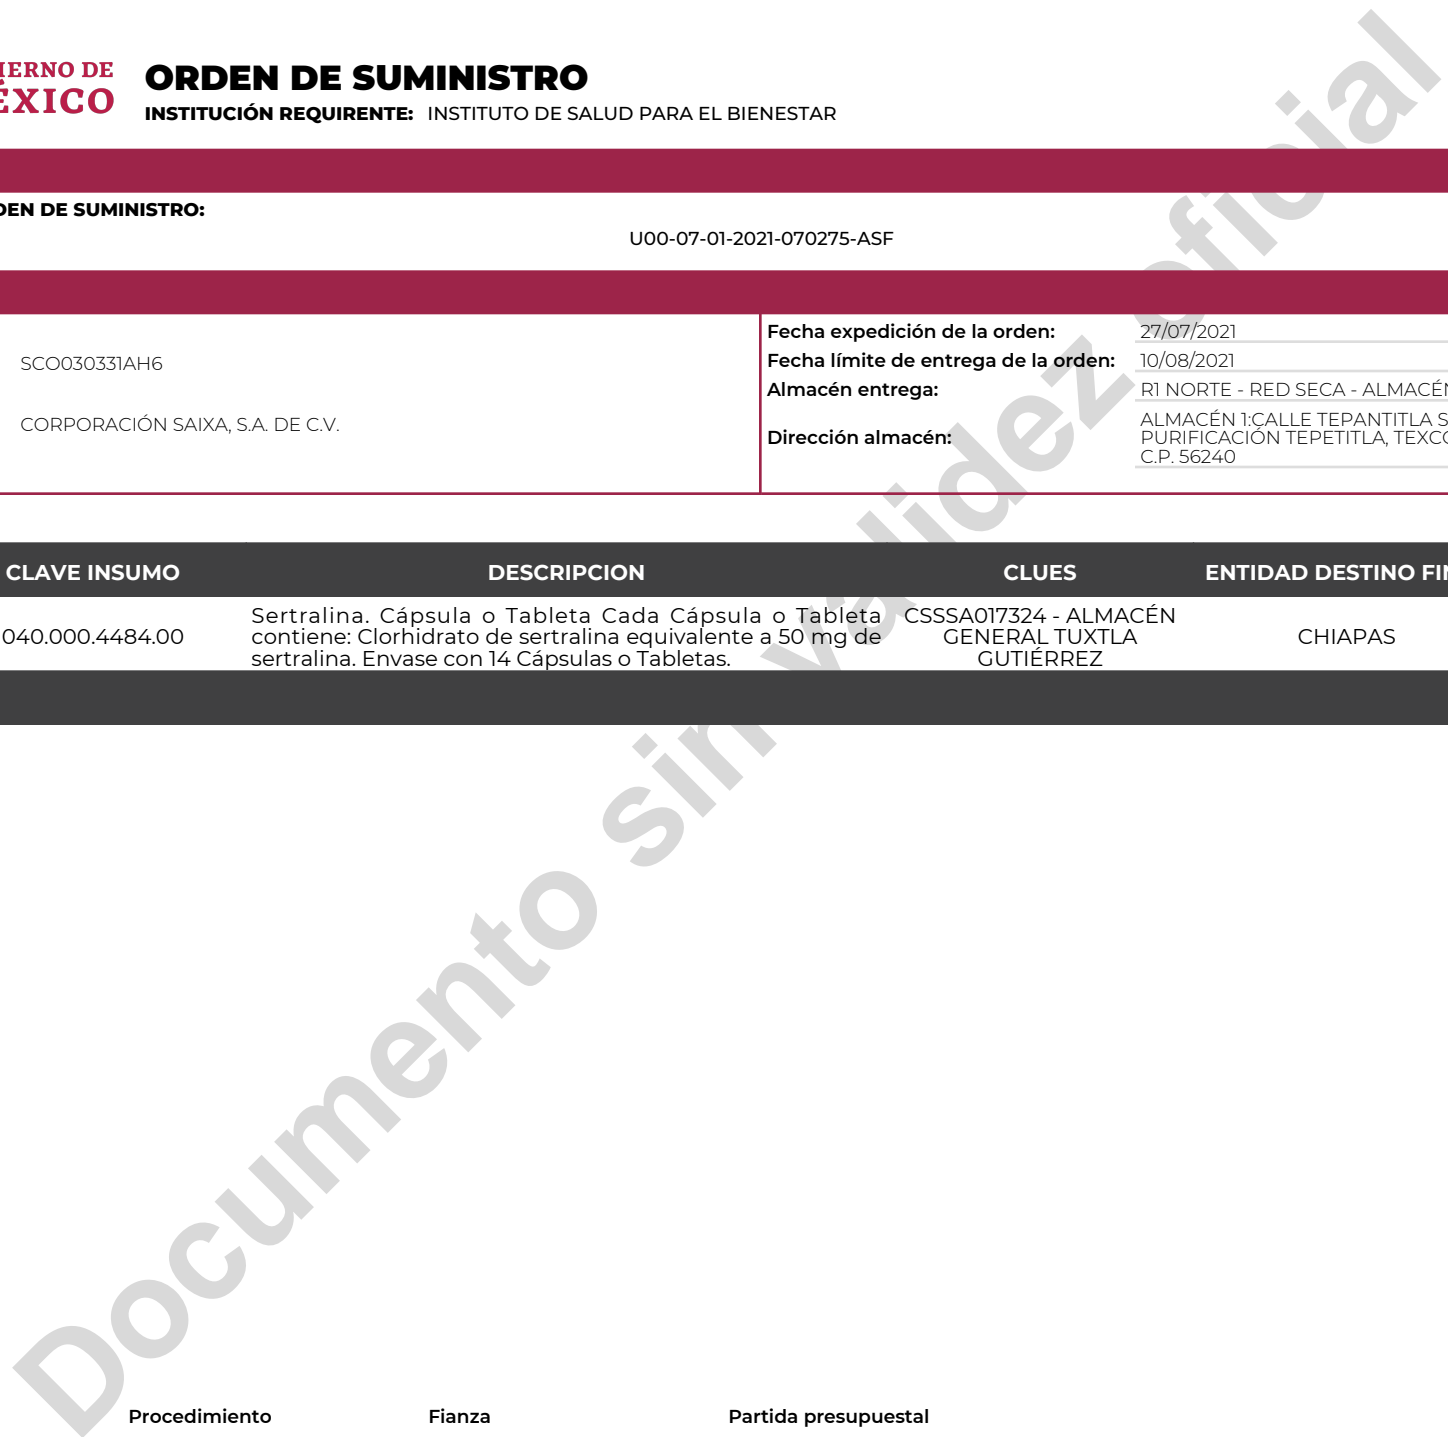 IERNO DE
ÉXICO
ORDEN DE SUMINISTRO
INSTITUCIÓN REQUIRENTE: INSTITUTO DE SALUD PARA EL BIENESTAR
DEN DE SUMINISTRO:
U00-07-01-2021-070275-ASF
SCO030331AH6
CORPORACIÓN SAIXA, S.A. DE C.V.
Fecha expedición de la orden: 27/07/2021
Fecha límite de entrega de la orden: 10/08/2021
Almacén entrega: R1 NORTE - RED SECA - ALMACÉN
Dirección almacén:
ALMACÉN 1:CALLE TEPANTITLA S
PURIFICACIÓN TEPETITLA, TEXCO
C.P. 56240
CLAVE INSUMO DESCRIPCION CLUES ENTIDAD DESTINO FIN
040.000.4484.00
Sertralina. Cápsula o Tableta Cada Cápsula o Tableta
contiene: Clorhidrato de sertralina equivalente a 50 mg de
sertralina. Envase con 14 Cápsulas o Tabletas.
CSSSA017324 - ALMACÉN
GENERAL TUXTLA
GUTIÉRREZ
CHIAPAS
Documento sin validez oficial
Procedimiento Fianza Partida presupuestal